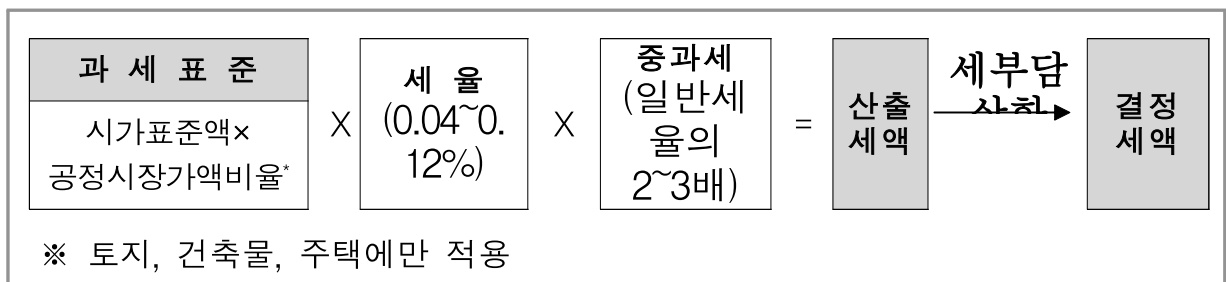 과 세 표 준
시가표준액×
공정시장가액비율*
X
세 율
(0.04~0.
12%)
X
중과세
(일반세
율의
2~3배)
=
산출
세액
세부담
상한
결정
세액
※ 토지, 건축물, 주택에만 적용